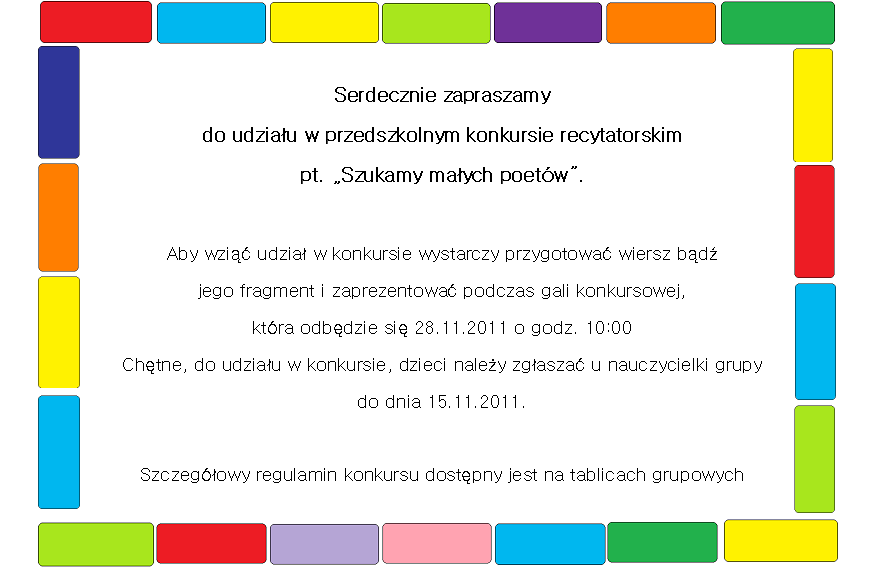 Serdecznie zapraszamy
do udziału w przedszkolnym konkursie recytatorskim
pt. „Szukamy małych poetów”.
Aby wziąć udział w konkursie wystarczy przygotować wiersz bądź
jego fragment i zaprezentować podczas gali konkursowej,
która odbędzie się 28.11.2011 o godz. 10:00
Chętne, do udziału w konkursie, dzieci należy zgłaszać u nauczycielki grupy
do dnia 15.11.2011.
Szczegółowy regulamin konkursu dostępny jest na tablicach grupowych